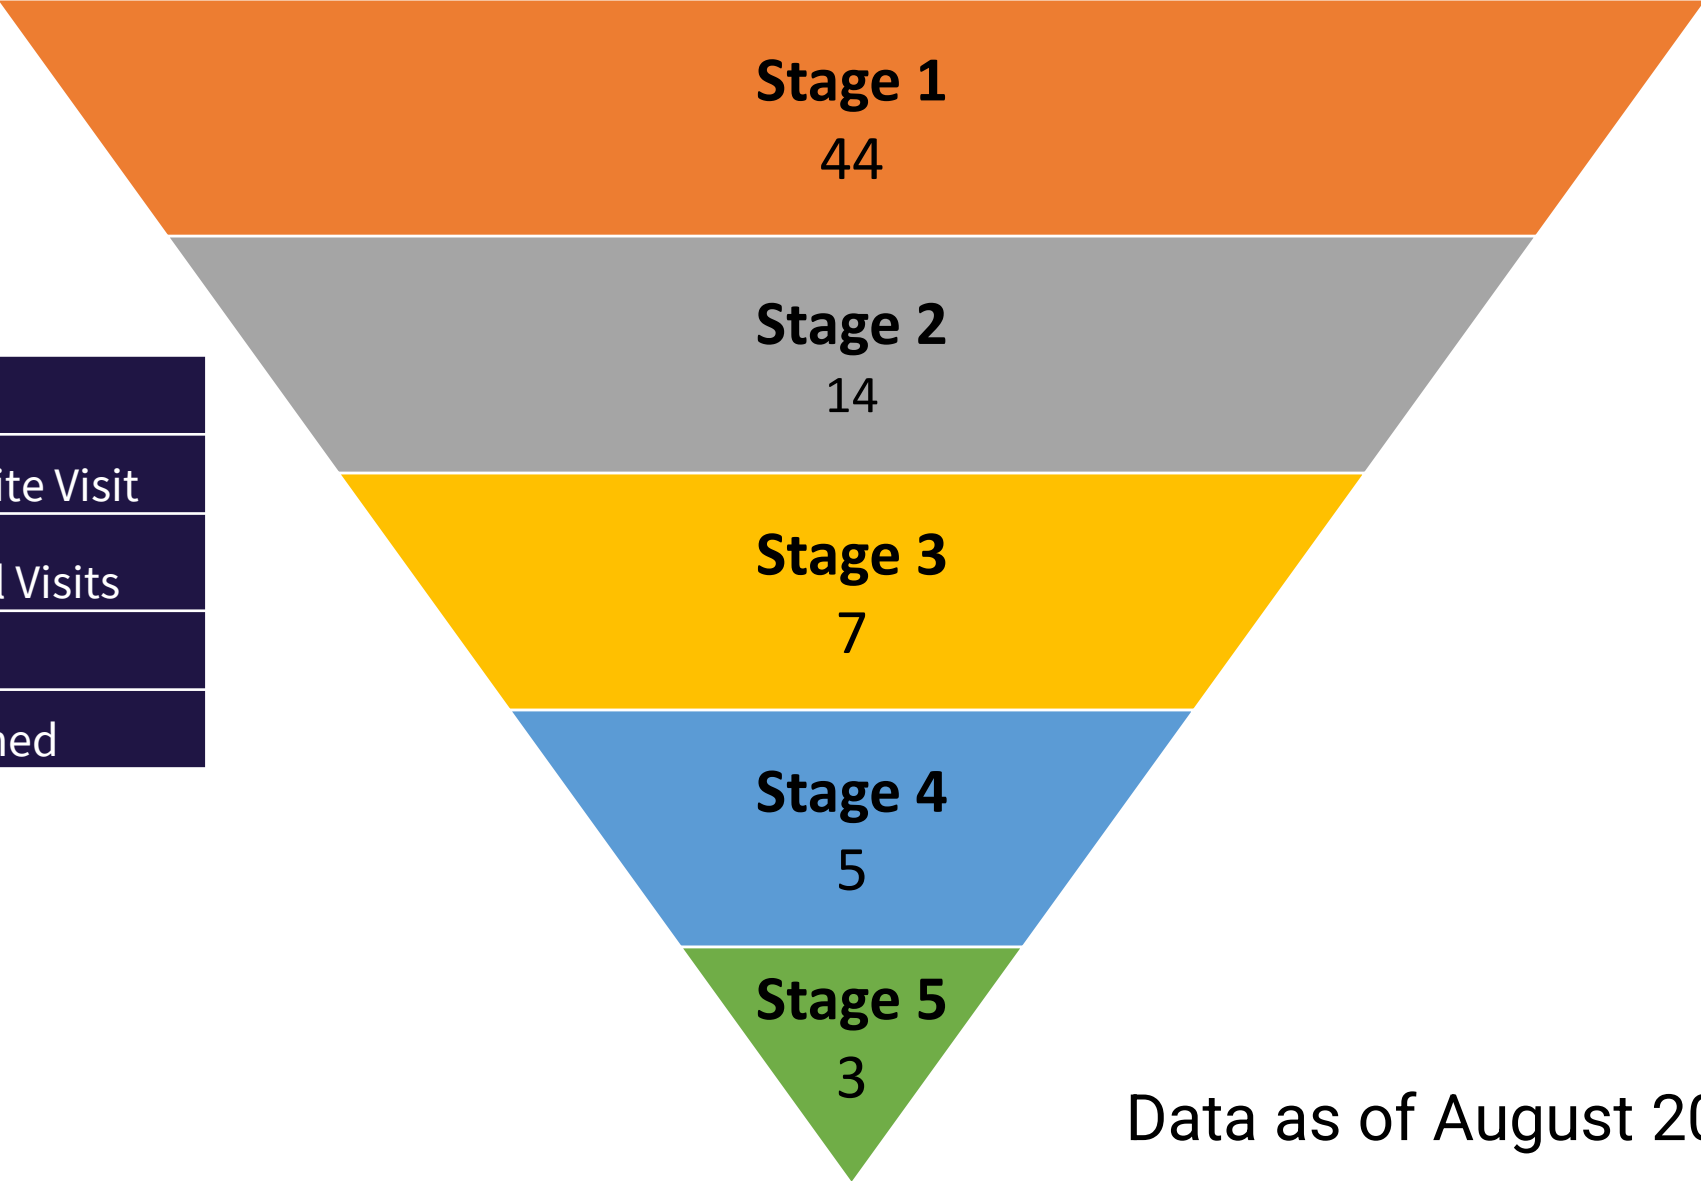 Stage 1
44
Stage 2
14
ite Visit
Stage 3
l Visits
7
ned
Stage 4
5
Stage 5
3
Data as of August 20